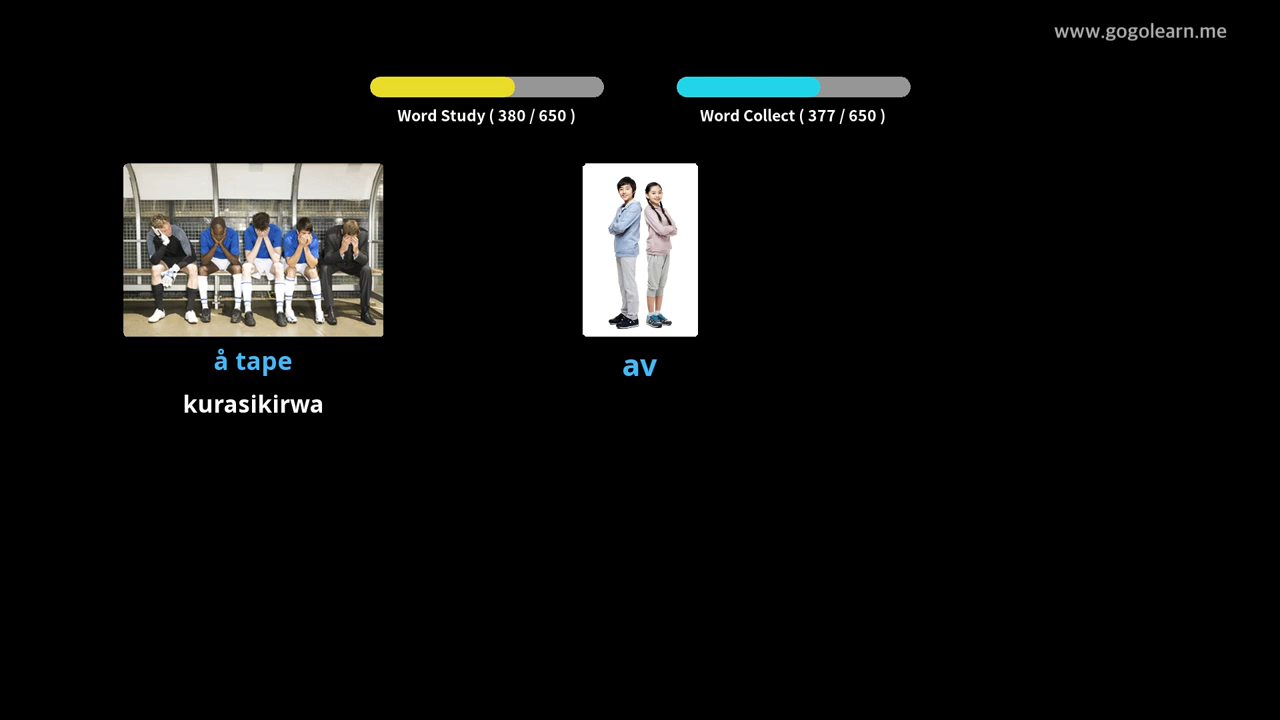 www.gogolearn.me
Word Study ( 380 / 650 )
Word Collect ( 377 / 650 )
å tape
kurasikirwa
av